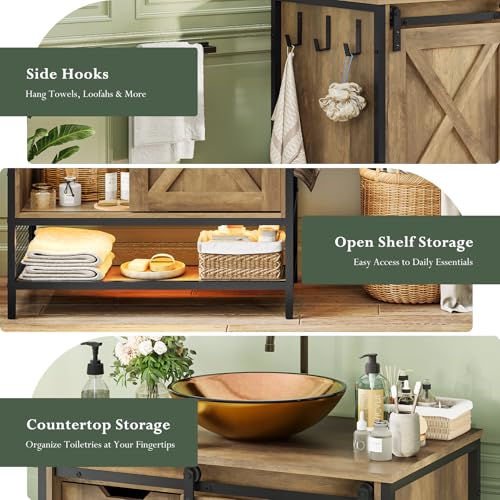 Side Hooks
Hang Towels, Loofahs & More
Open Shelf Storage
Easy Access to Daily Essentials
Countertop Storage
Organize Toiletries at Your Fingertips